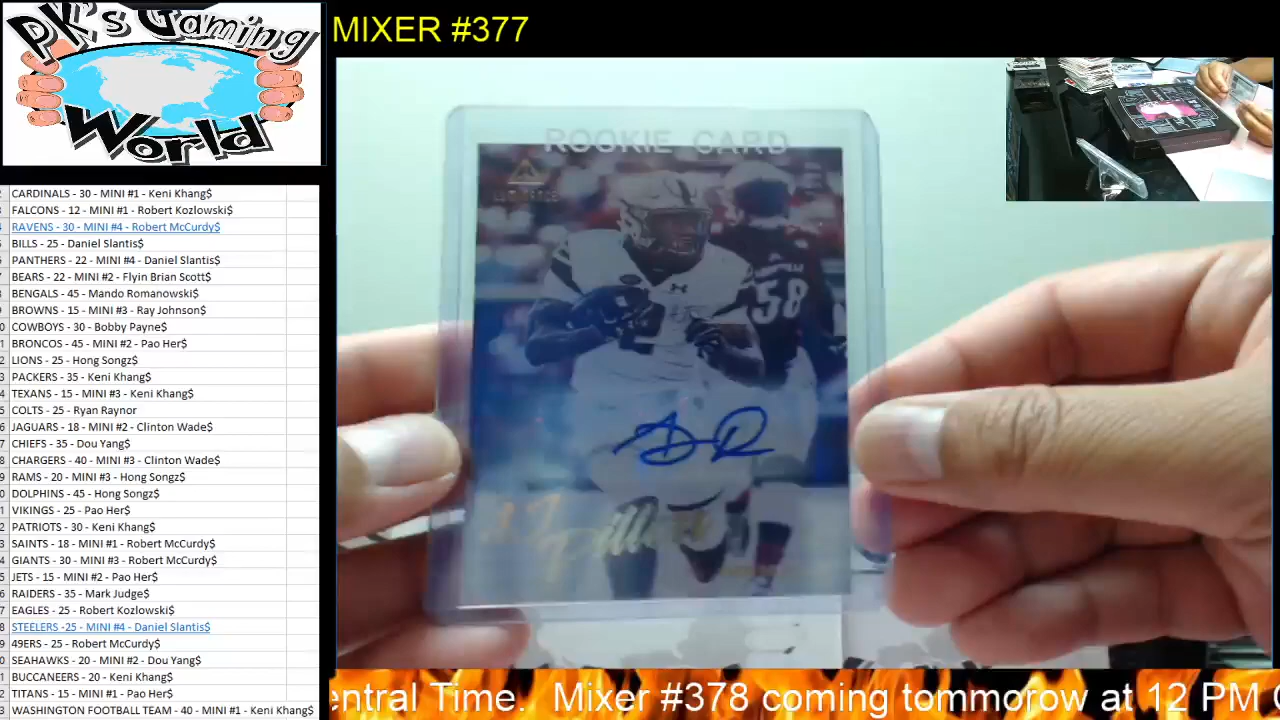 PK's Gaming World
MIXER #377
CARDINALS - 30 - MINI #1 - Keni Khang$
FALCONS - 12 - MINI #1 - Robert Kozlowski$
RAVENS - 30 - MINI #4 - Robert McCurdy$
BILLS - 25 - Daniel Slantis$
PANTHERS - 22 - MINI #4 - Daniel Slantis$
BEARS - 22 - MINI #2 - Flyin Brian Scott$
BENGALS - 45 - Mando Romanowski$
BROWNS - 15 - MINI #3 - Ray Johnson$
COWBOYS - 30 - Bobby Payne$
BRONCOS - 45 - MINI #2 - Pao Her$
LIONS - 25 - Hong Songz$
PACKERS - 35 - Keni Khang$
TEXANS - 15 - MINI #3 - Keni Khang$
COLTS - 25 - Ryan Raynor
JAGUARS - 18 - MINI #2 - Clinton Wade$
CHIEFS - 35 - Dou Yang$
CHARGERS - 40 - MINI #3 - Clinton Wade$
RAMS - 20 - MINI #3 - Hong Songz$
DOLPHINS - 45 - Hong Songz$
VIKINGS - 25 - Pao Her$
PATRIOTS - 30 - Keni Khang$
SAINTS - 18 - MINI #1 - Robert McCurdy$
GIANTS - 30 - MINI #3 - Robert McCurdy$
JETS - 15 - MINI #2 - Pao Her$
RAIDERS - 35 - Mark Judge$
EAGLES - 25 - Robert Kozlowski$
STEELERS -25 - MINI #4 - Daniel Slantis$
49ERS - 25 - Robert McCurdy$
SEAHAWKS - 20 - MINI #2 - Dou Yang$
BUCCANEERS - 20 - Keni Khang$
TITANS - 15 - MINI #1 - Pao Her$
WASHINGTON FOOTBALL TEAM - 40 - MINI #1 - Keni Khang$
ROOKIE CARD
LUMINANCE
58
AJ Dillon
entral Time. Mixer #378 coming tommorow at 12 PM C